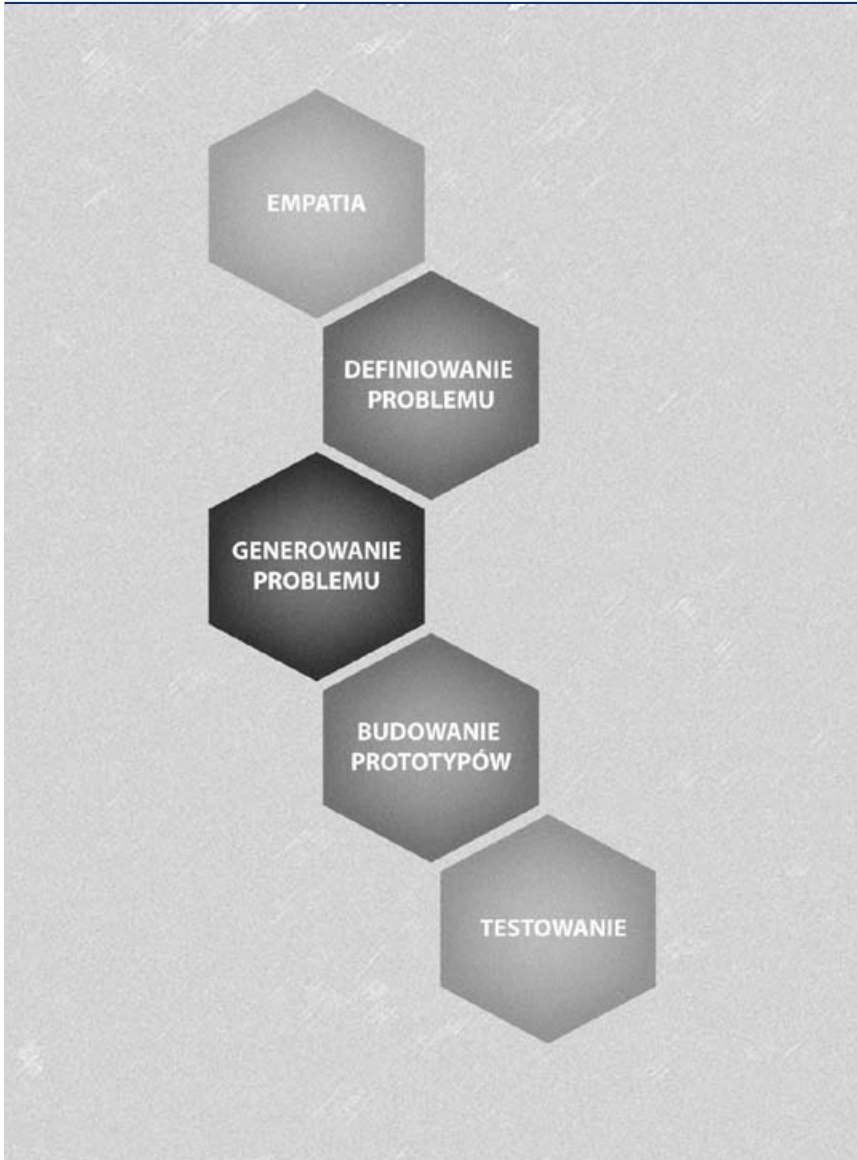 EMPATIA
DEFINIOWANIE
PROBLEMU
GENEROWANIE
PROBLEMU
BUDOWANIE
PROTOTYPÓW
TESTOWANIE